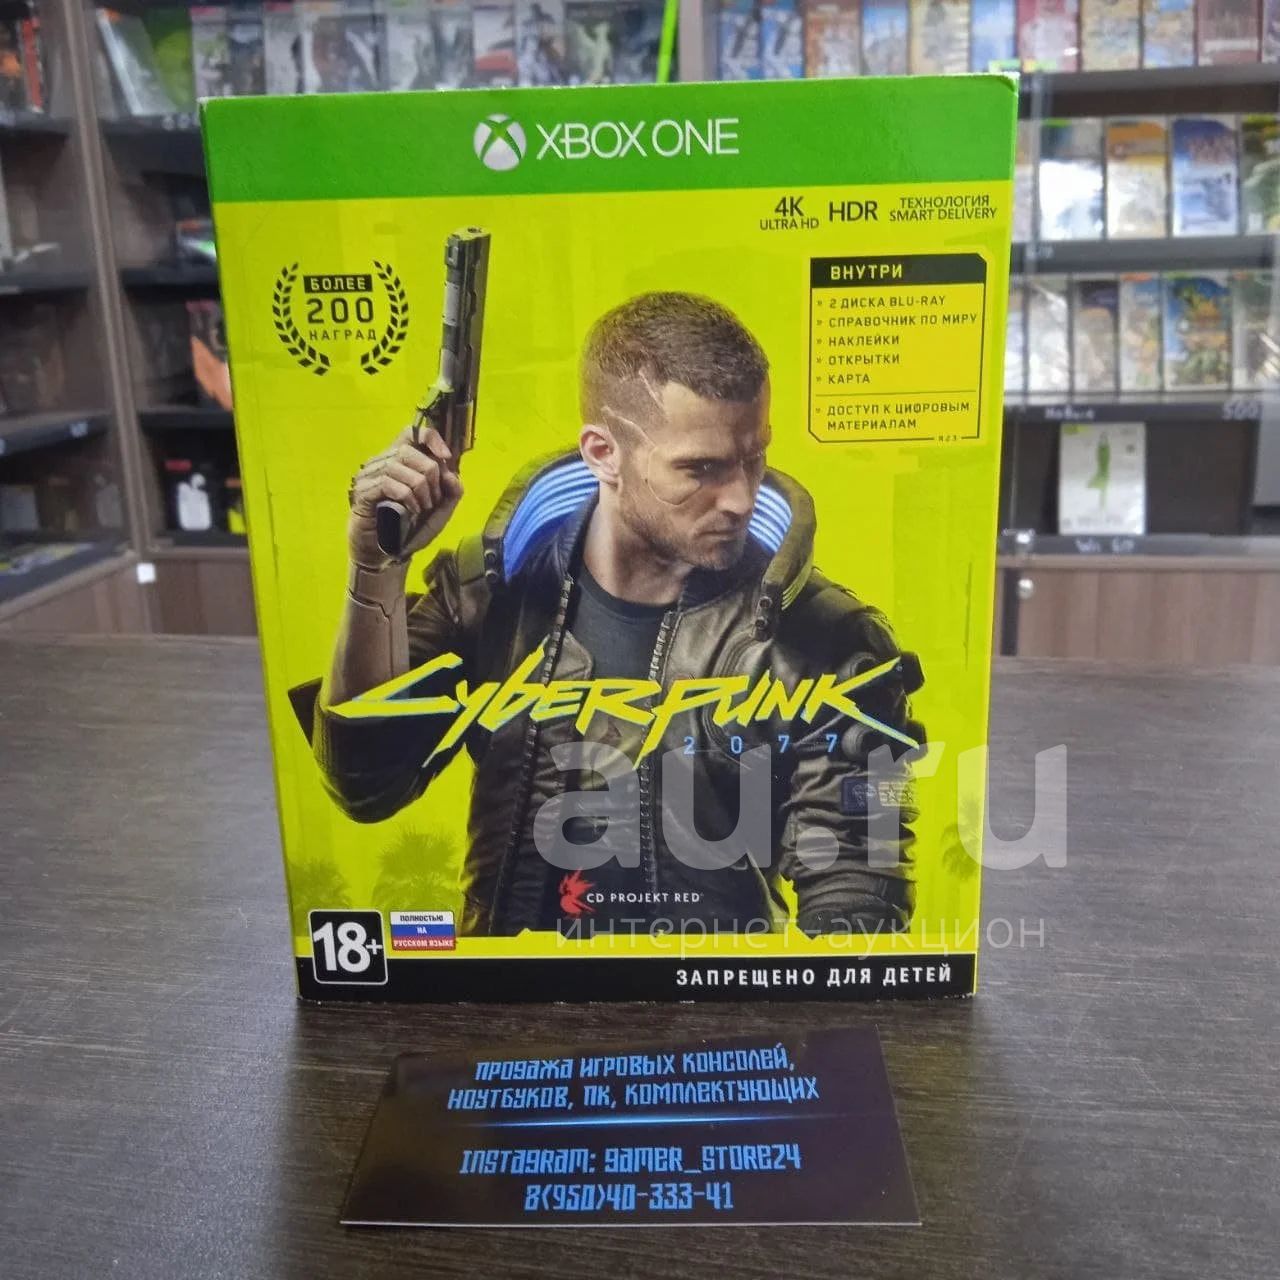 XBOX ONE
4K
ULTRA HD
HDR
ТЕХНОЛОГИЯ
SMART DELIVERY
БОЛЕЕ
200
НАГРАД
ВНУТРИ
» 2 ДИСКА BLU-RAY
» СПРАВОЧНИК ПО МИРУ
» НАКЛЕЙКИ
» ОТКРЫТКИ
» КАРТА
» ДОСТУП К ЦИФРОВЫМ
МАТЕРИАЛАМ
CYBERPUNK
2077
au.ru
интернет-аукцион
CD PROJEKT RED
18+
ПОЛНОСТЬЮ
НА
РУССКОМ ЯЗЫКЕ
ЗАПРЕЩЕНО ДЛЯ ДЕТЕЙ
ПРОДАЖА ИГРОВЫХ КОНСОЛЕЙ,
НОУТБУКОВ, ПК, КОМПЛЕКТУЮЩИХ
INSTAGRAM: GAMER_STORE24
8(950)40-333-41